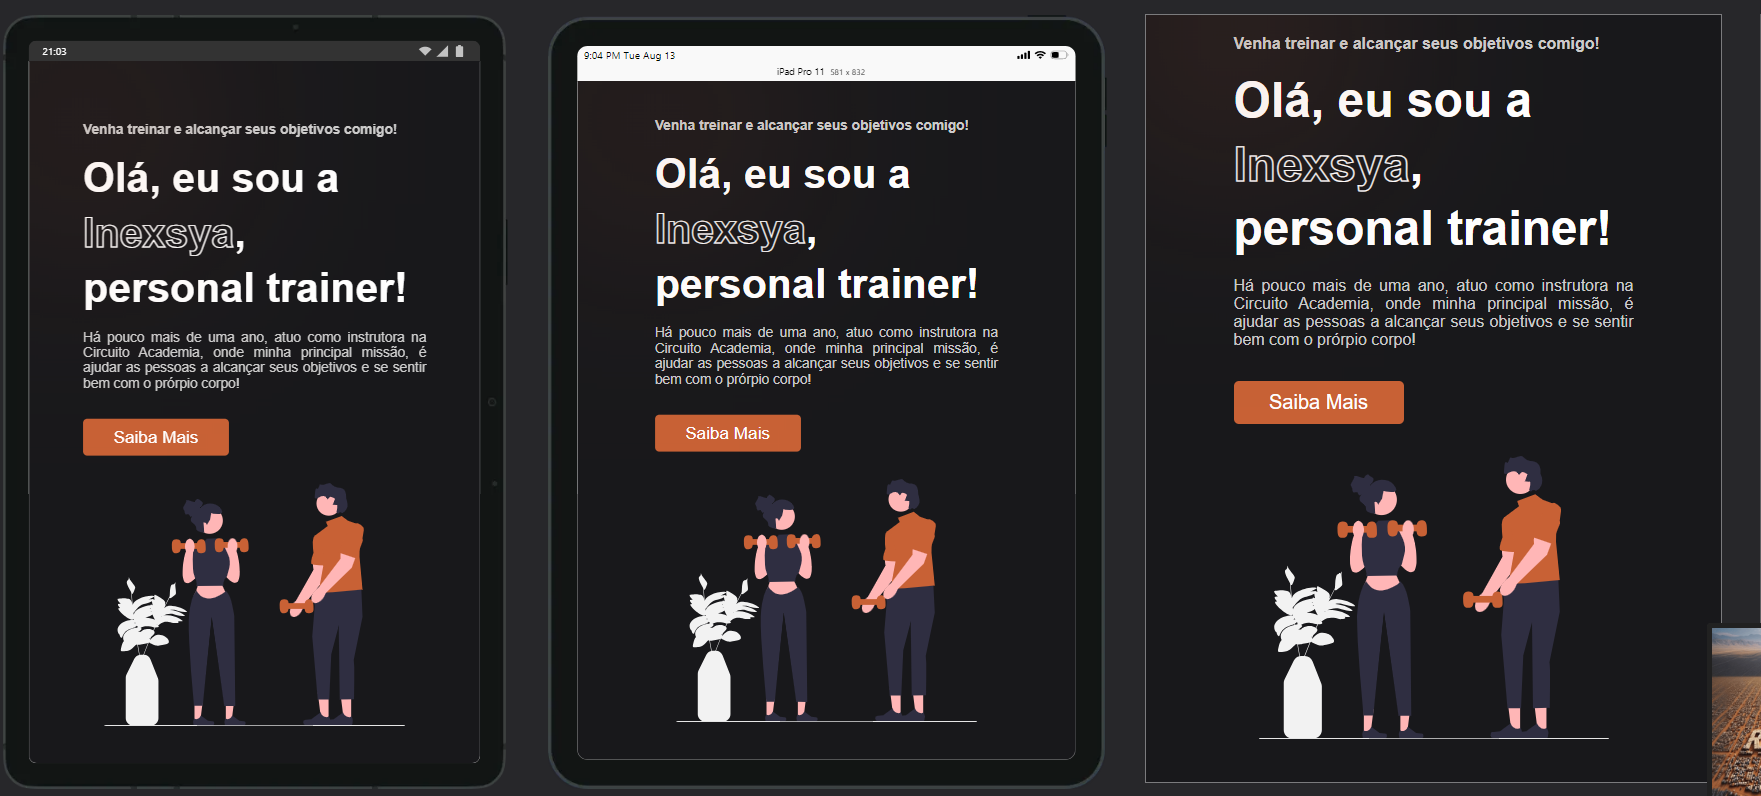 21:03
Venha treinar e alcançar seus objetivos comigo!
Olá, eu sou a
Inexsya,
personal trainer!
Há pouco mais de uma ano, atuo como instrutora na
Circuito Academia, onde minha principal missão, é
ajudar as pessoas a alcançar seus objetivos e se sentir
bem com o prórpio corpo!
Saiba Mais
9:04 PM Tue Aug 13
iPad Pro 11 581 x 832
Venha treinar e alcançar seus objetivos comigo!
Olá, eu sou a
Inexsya,
personal trainer!
Há pouco mais de uma ano, atuo como instrutora na
Circuito Academia, onde minha principal missão, é
ajudar as pessoas a alcançar seus objetivos e se sentir
bem com o prórpio corpo!
Saiba Mais
Venha treinar e alcançar seus objetivos comigo!
Olá, eu sou a
Inexsya,
personal trainer!
Há pouco mais de uma ano, atuo como instrutora na
Circuito Academia, onde minha principal missão, é
ajudar as pessoas a alcançar seus objetivos e se sentir
bem com o prórpio corpo!
Saiba Mais